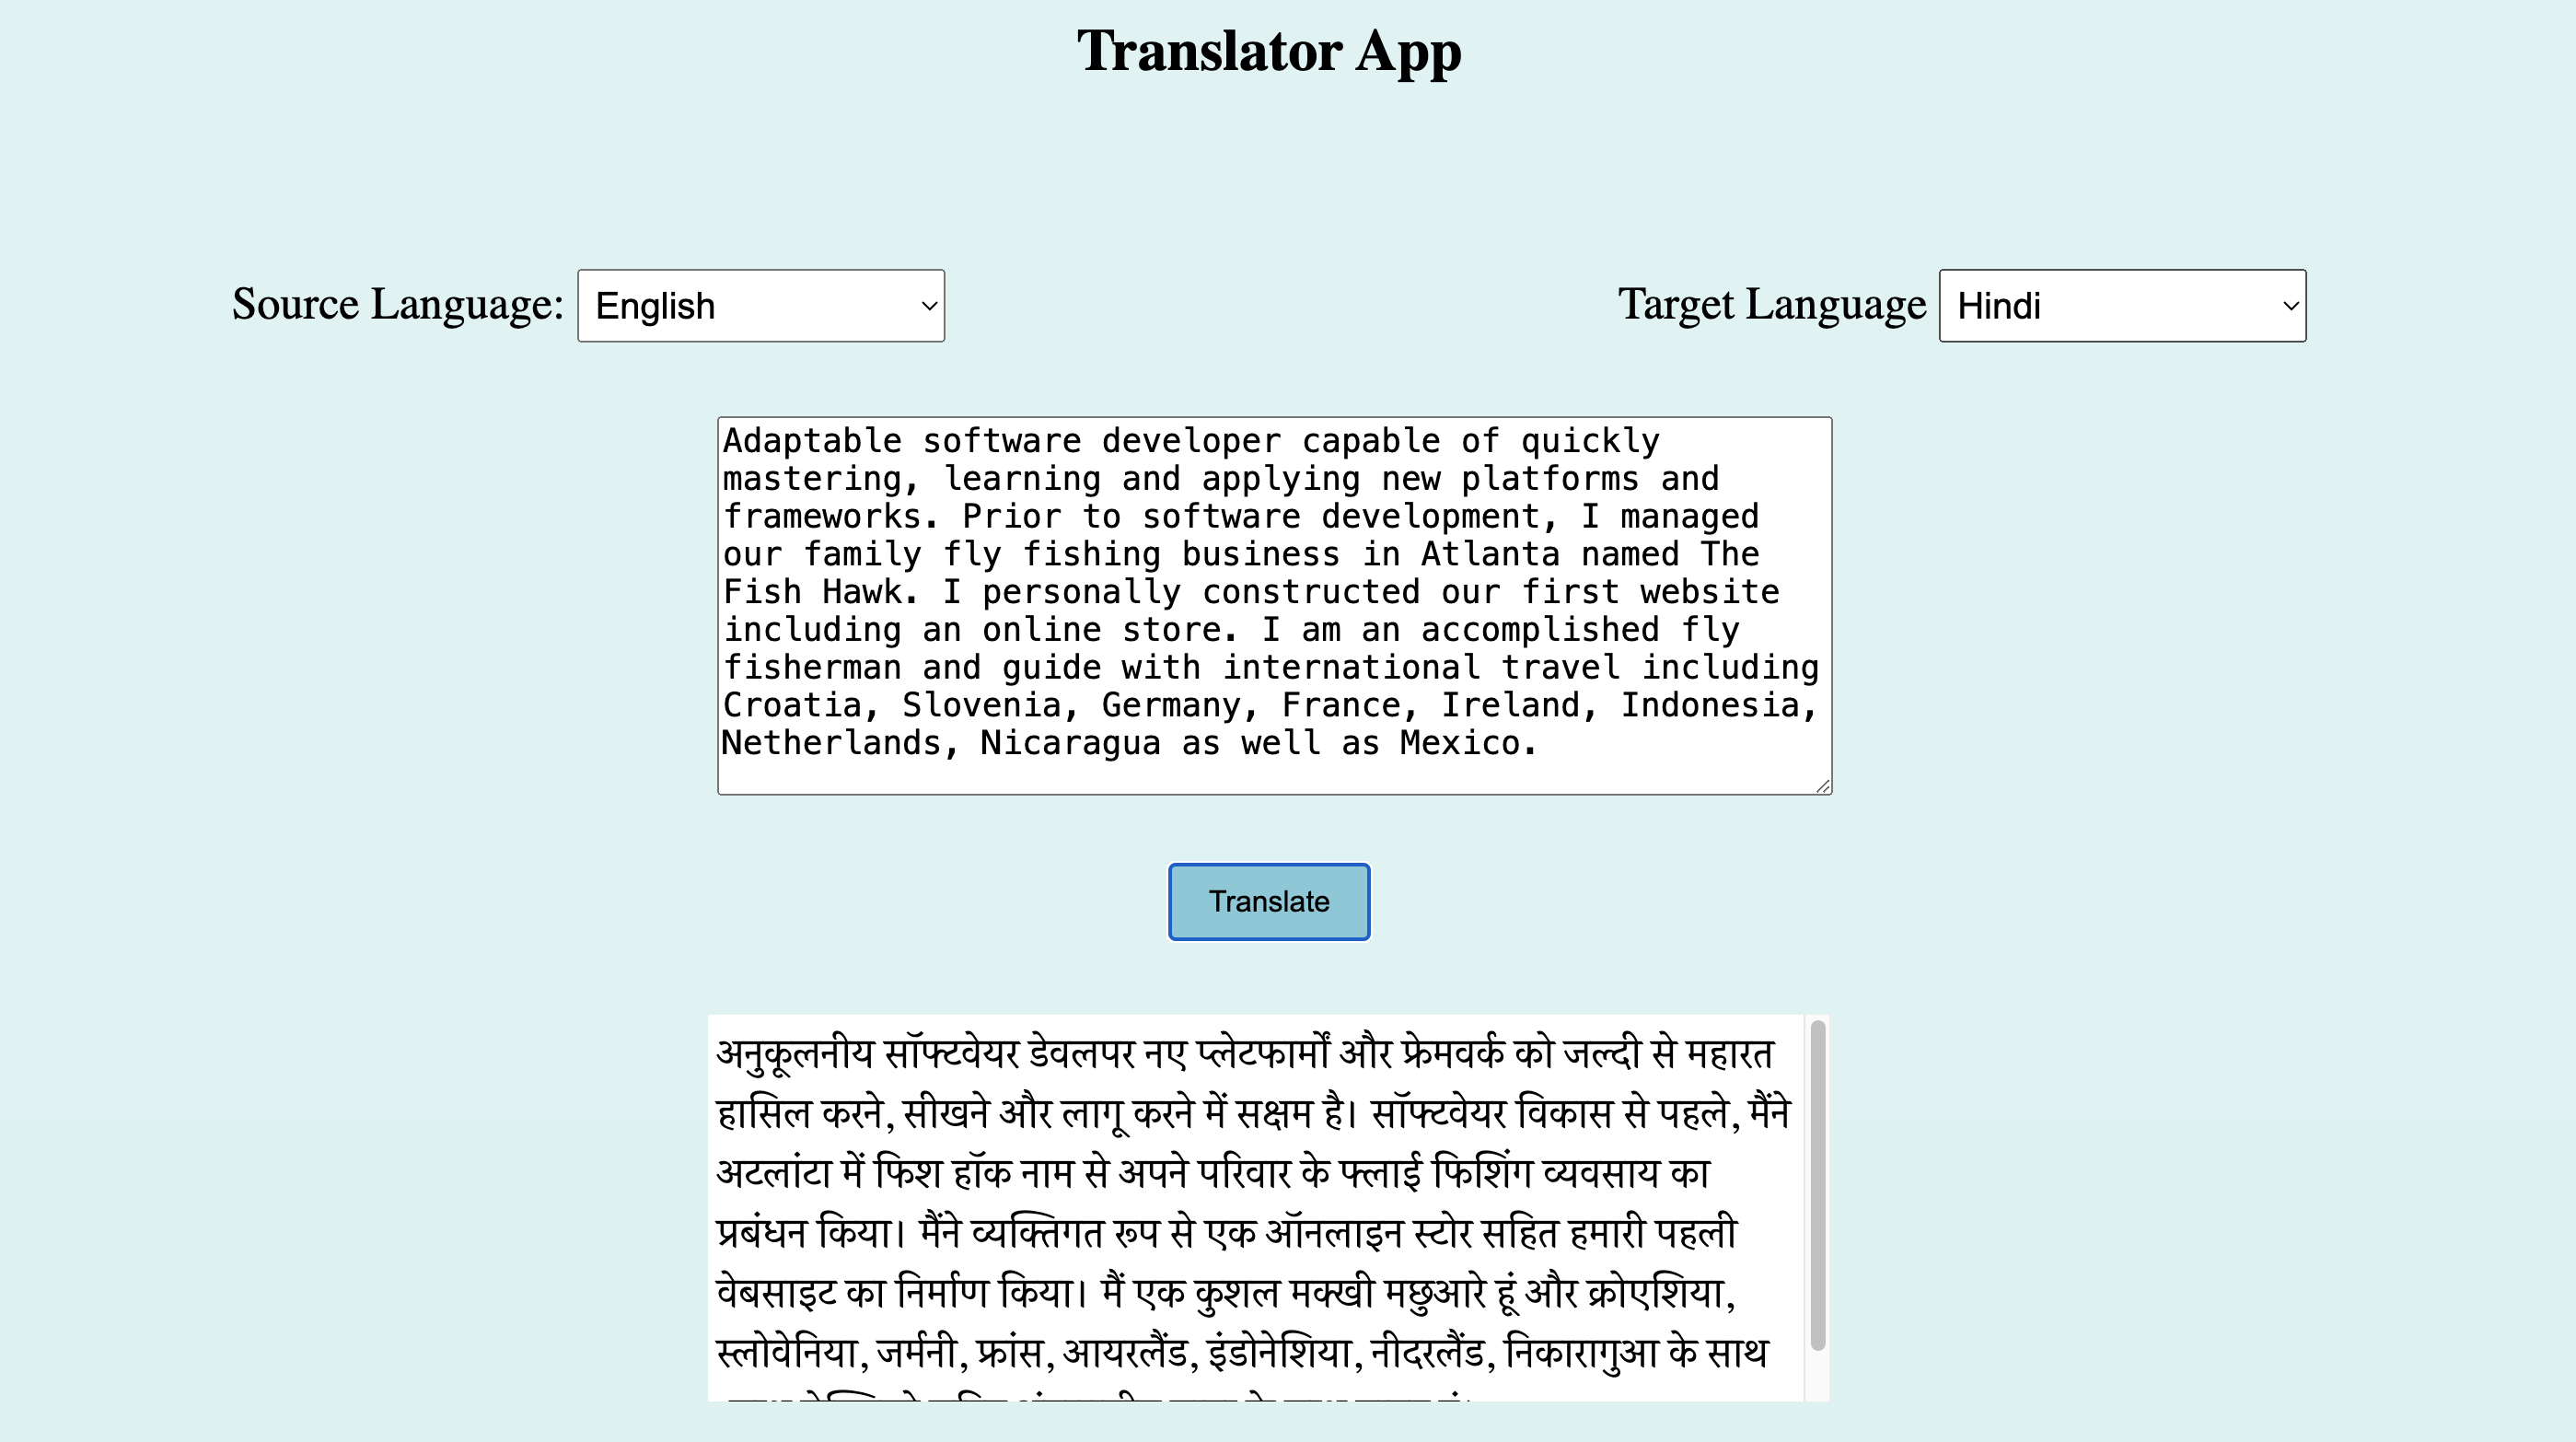 Translator App
Source Language: English
Target Language Hindi
Adaptable software developer capable of quickly
mastering, learning and applying new platforms and
frameworks. Prior to software development, I managed
our family fly fishing business in Atlanta named The
Fish Hawk. I personally constructed our first website
including an online store. I am an accomplished fly
fisherman and guide with international travel including
Croatia, Slovenia, Germany, France, Ireland, Indonesia,
Netherlands, Nicaragua as well as Mexico.
Translate
अनुकूलनीय सॉफ्टवेयर डेवलपर नए प्लेटफार्मों और फ्रेमवर्क को जल्दी से महारत
हासिल करने, सीखने और लागू करने में सक्षम है। सॉफ्टवेयर विकास से पहले, मैंने
अटलांटा में फिश हॉक नाम से अपने परिवार के फ्लाई फिशिंग व्यवसाय का
प्रबंधन किया। मैंने व्यक्तिगत रूप से एक ऑनलाइन स्टोर सहित हमारी पहली
वेबसाइट का निर्माण किया। मैं एक कुशल मक्खी मछुआरे हूं और क्रोएशिया,
स्लोवेनिया, जर्मनी, फ्रांस, आयरलैंड, इंडोनेशिया, नीदरलैंड, निकारागुआ के साथ